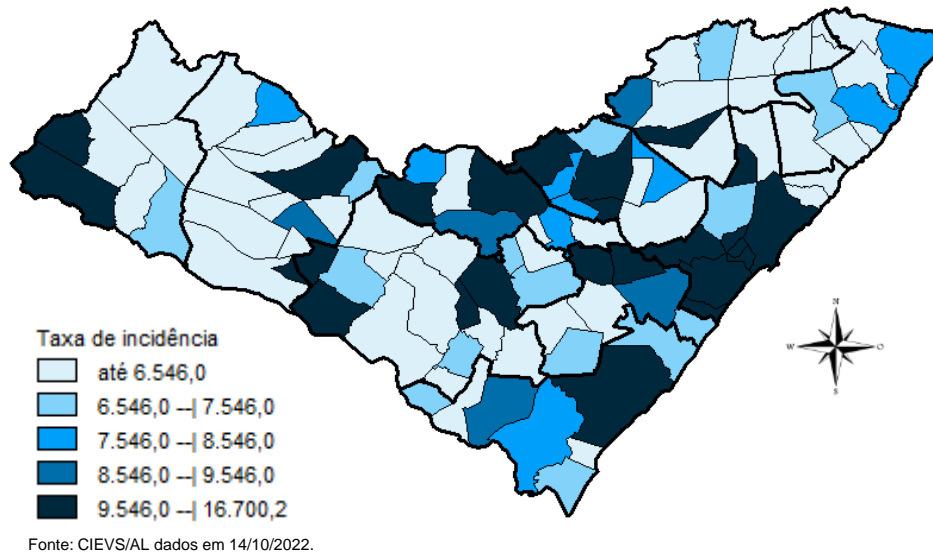 Taxa de incidência
até 6.546,0
6.546,0 --| 7.546,0
7.546,0 --| 8.546,0
8.546,0 --| 9.546,0
9.546,0 --| 16.700,2
N
W
O
S
Fonte: CIEVS/AL dados em 14/10/2022.